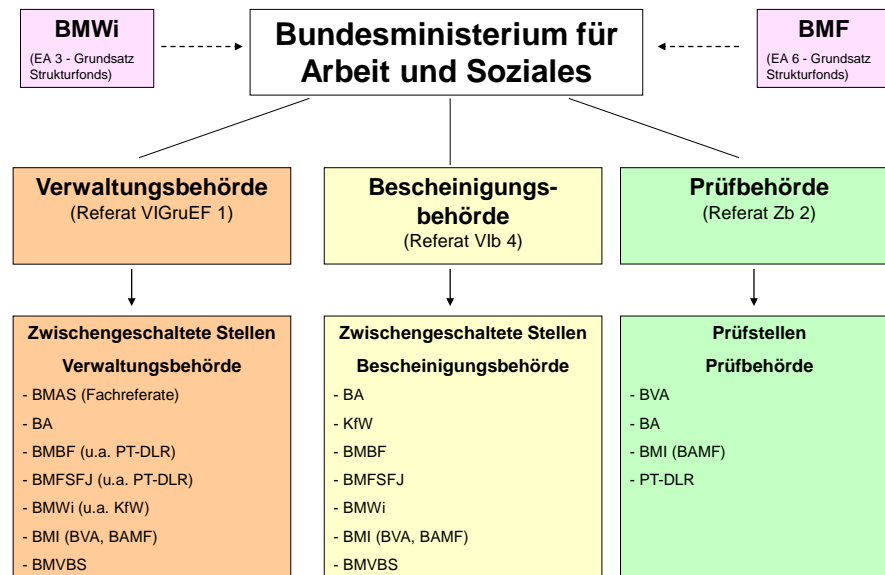 BMWi
(EA 3 - Grundsatz
Strukturfonds)
Bundesministerium für
Arbeit und Soziales
BMF
(EA 6 - Grundsatz
Strukturfonds)
Verwaltungsbehörde
(Referat VIGruEF 1)
Bescheinigungs-
behörde
(Referat VIb 4)
Prüfbehörde
(Referat Zb 2)
Zwischengeschaltete Stellen
Verwaltungsbehörde
- BMAS (Fachreferate)
- BA
- BMBF (u.a. PT-DLR)
- BMFSFJ (u.a. PT-DLR)
- BMWi (u.a. KfW)
- BMI (BVA, BAMF)
- BMVBS
Zwischengeschaltete Stellen
Bescheinigungsbehörde
- BA
- KfW
- BMBF
- BMFSFJ
- BMWi
- BMI (BVA, BAMF)
- BMVBS
Prüfstellen
Prüfbehörde
- BVA
- BA
- BMI (BAMF)
- PT-DLR